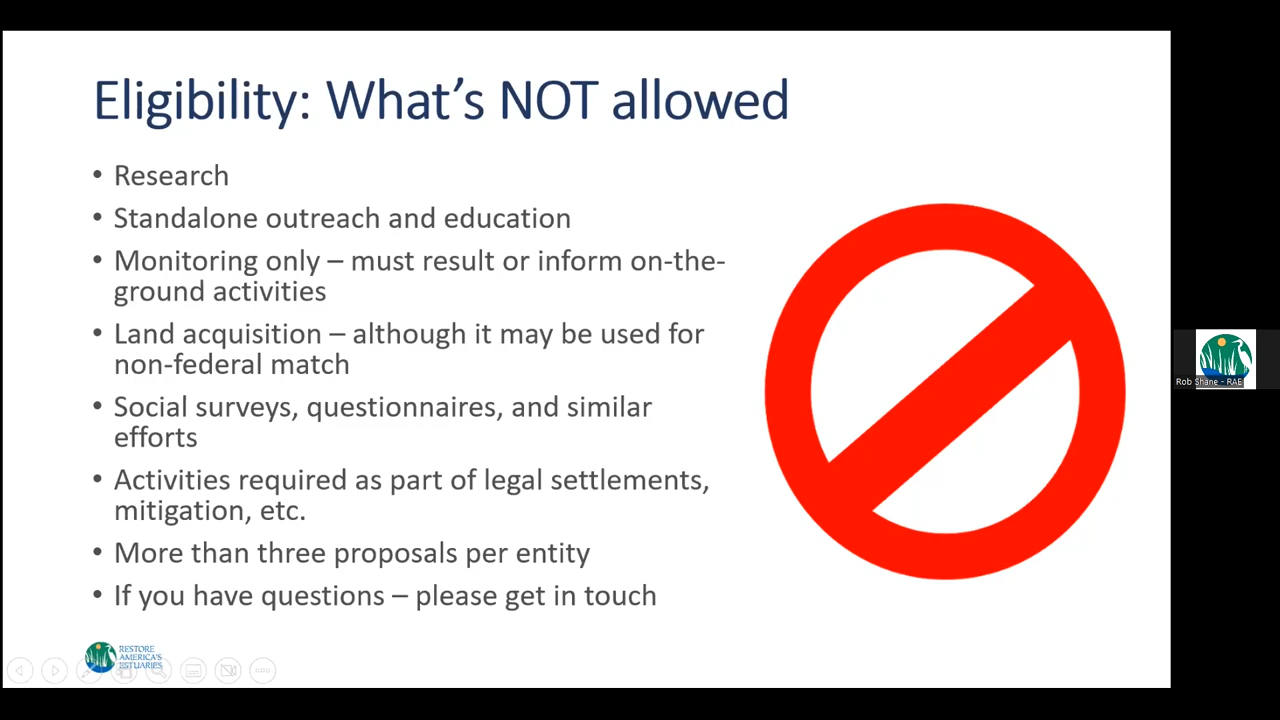 Eligibility: What's NOT allowed
• Research
• Standalone outreach and education
• Monitoring only – must result or inform on-the-
ground activities
• Land acquisition – although it may be used for
non-federal match
• Social surveys, questionnaires, and similar
efforts
• Activities required as part of legal settlements,
mitigation, etc.
• More than three proposals per entity
• If you have questions – please get in touch
RESTORE
AMERICA'S
ESTUARIES
Rob Shane - RAE